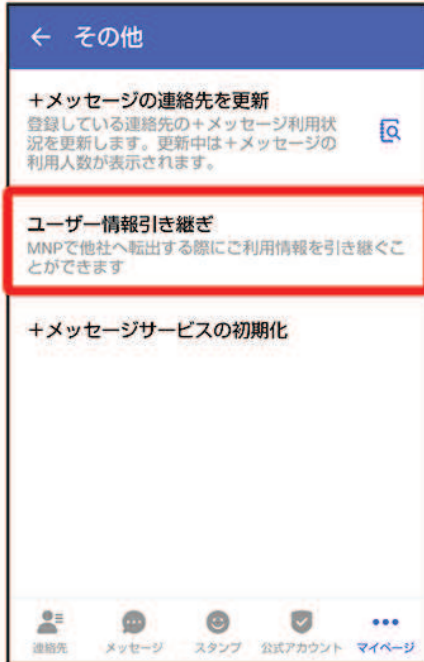 ← その他
+メッセージの連絡先を更新
登録している連絡先の+メッセージ利用状
況を更新します。更新中は+メッセージの
利用人数が表示されます。
ユーザー情報引き継ぎ
MNPで他社へ転出する際にご利用情報を引き継ぐこ
とができます
+メッセージサービスの初期化
連絡先 メッセージ スタンプ 公式アカウント マイページ